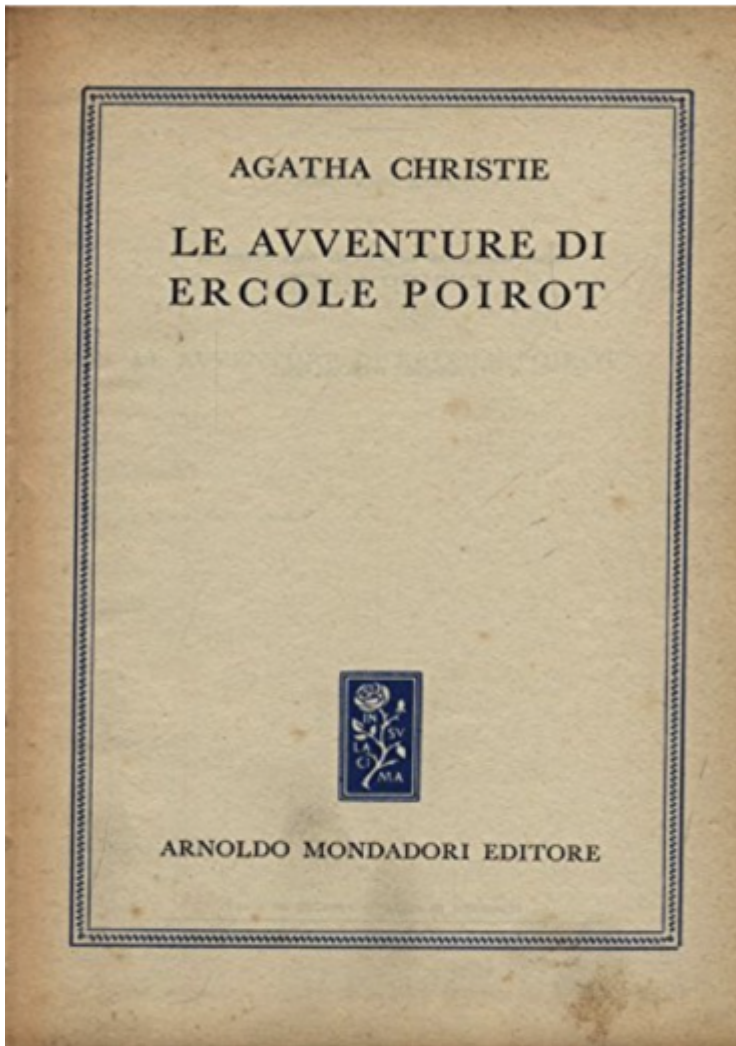 AGATHA CHRISTIE
LE AVVENTURE DI
ERCOLE POIROT
IN
SV
LA
CI
MA
ARNOLDO MONDADORI EDITORE